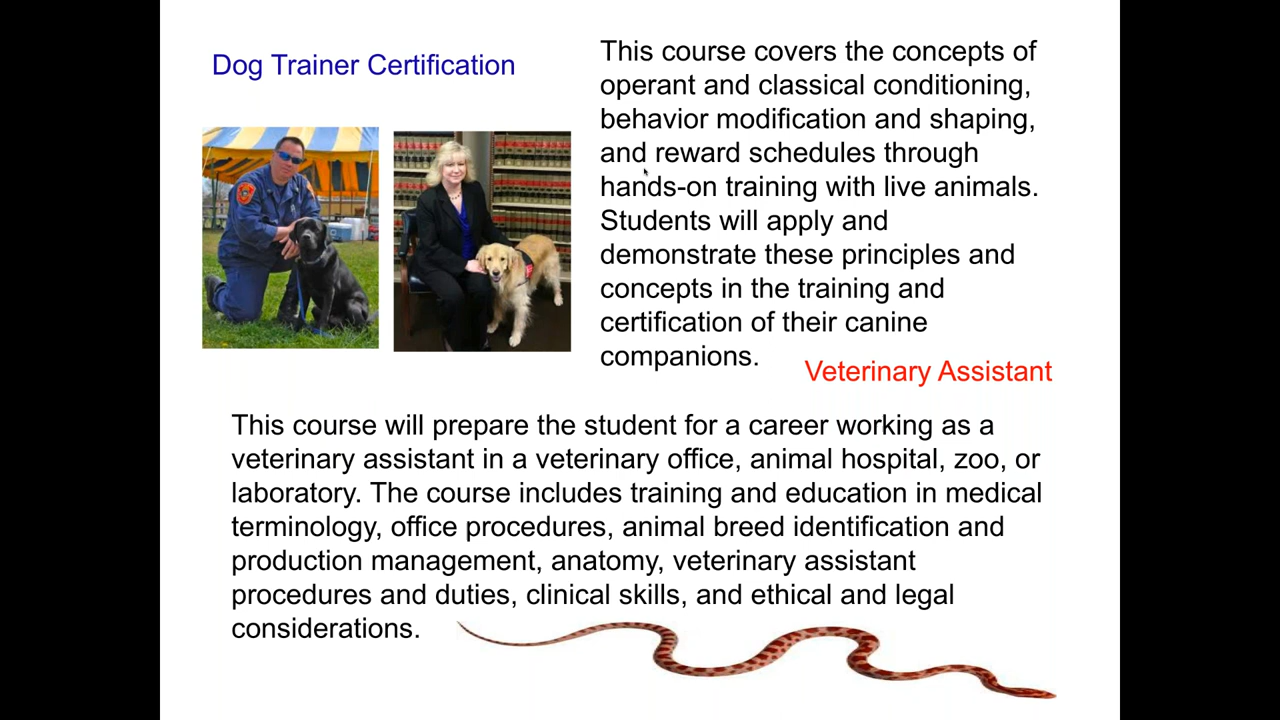 Dog Trainer Certification
This course covers the concepts of
operant and classical conditioning,
behavior modification and shaping,
and reward schedules through
hands-on training with live animals.
Students will apply and
demonstrate these principles and
concepts in the training and
certification of their canine
companions.
Veterinary Assistant
This course will prepare the student for a career working as a
veterinary assistant in a veterinary office, animal hospital, zoo, or
laboratory. The course includes training and education in medical
terminology, office procedures, animal breed identification and
production management, anatomy, veterinary assistant
procedures and duties, clinical skills, and ethical and legal
considerations.